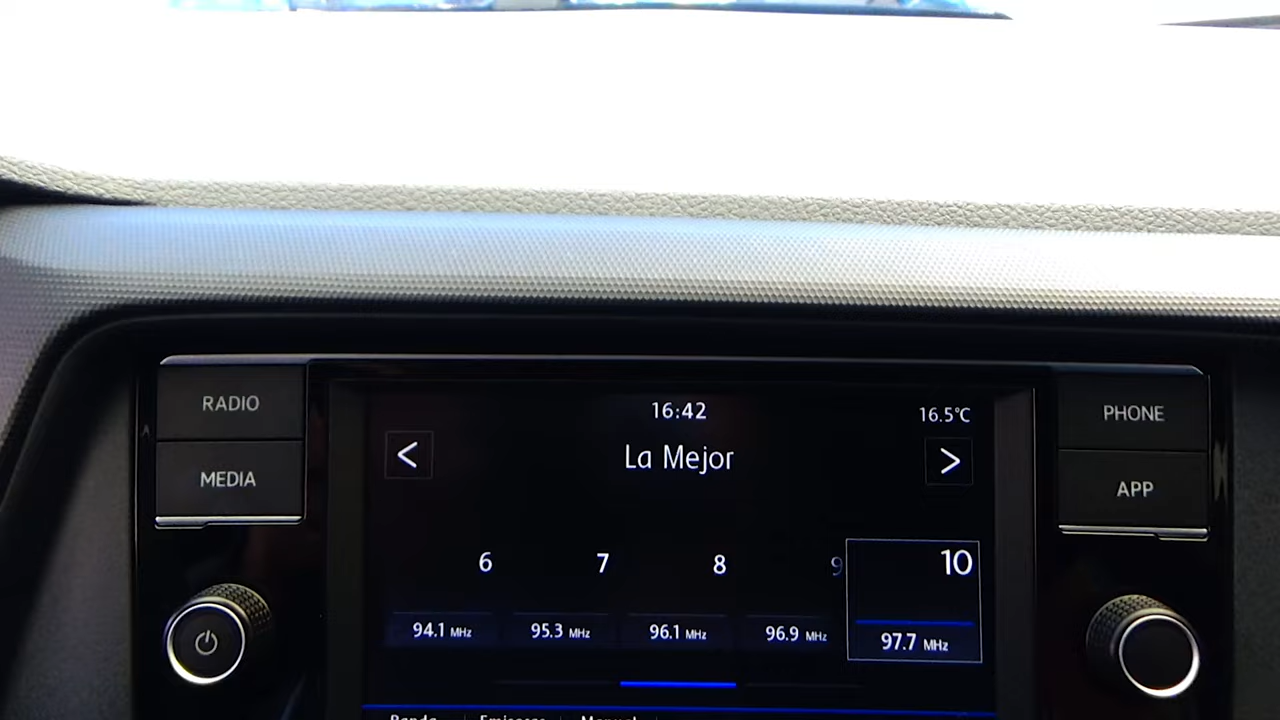 RADIO
MEDIA
16:42
16.5°C
La Mejor
<
>
6 7 8 9 10
94.1 MHz 95.3 MHz 96.1 MHz 96.9 MHz 97.7 MHz
PHONE
APP